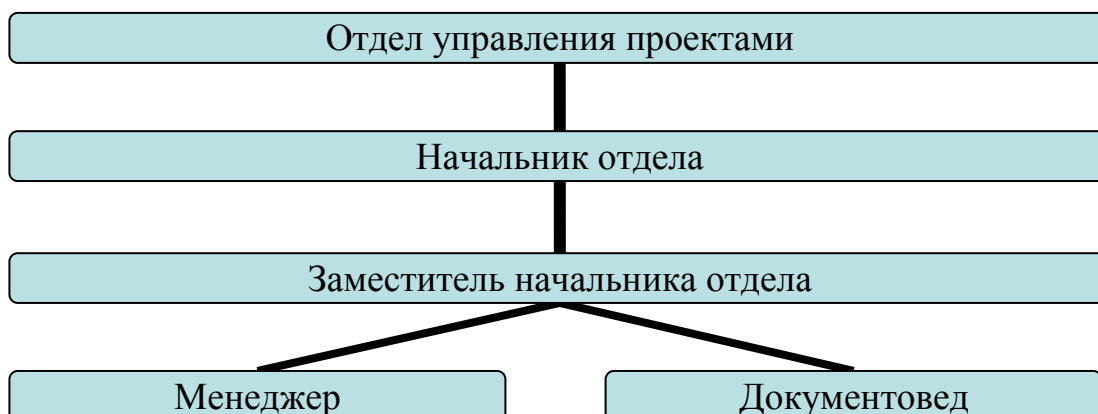 Отдел управления проектами
Начальник отдела
Заместитель начальника отдела
Менеджер
Документовед